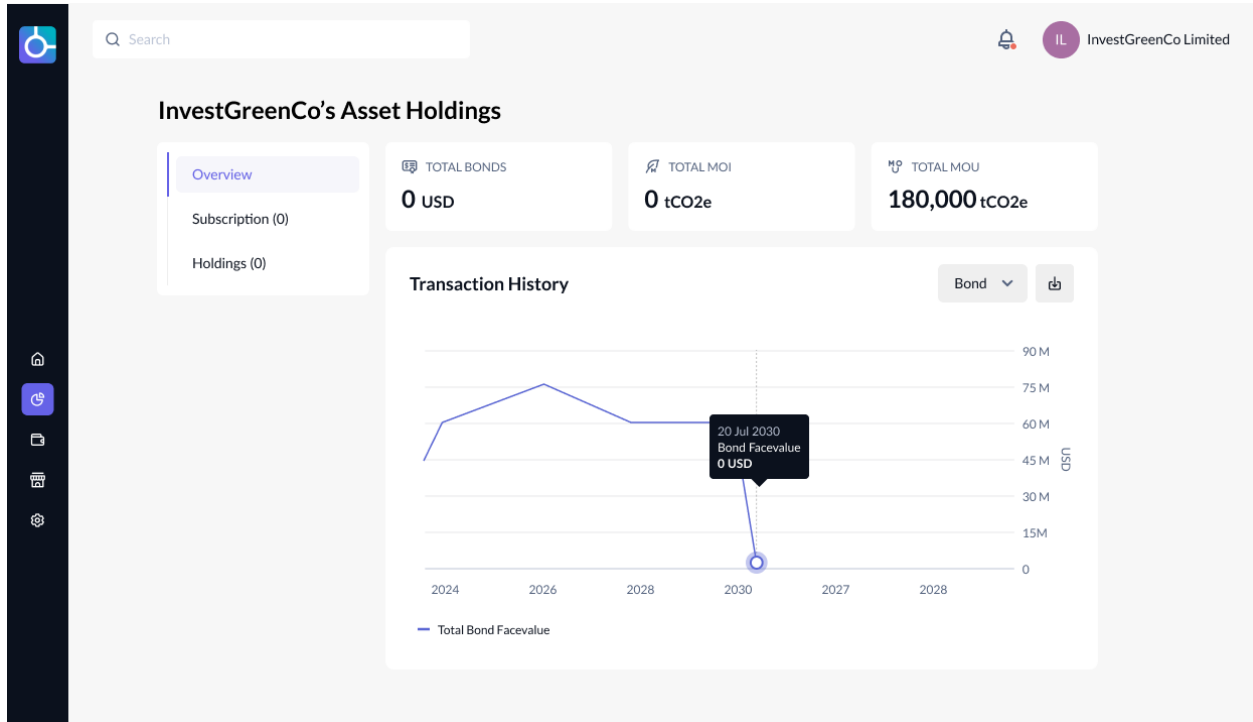 Search
IL
InvestGreenCo Limited
InvestGreenCo’s Asset Holdings
Overview
Subscription (0)
Holdings (0)
TOTAL BONDS
0 USD
TOTAL MOI
0 tCO2e
MO TOTAL MOU
180,000 tCO2e
Transaction History
Bond
90 M
75 M
60 M
45 M
30 M
15M
0
USD
20 Jul 2030
Bond Facevalue
0 USD
2024 2026 2028 2030 2027 2028
Total Bond Facevalue